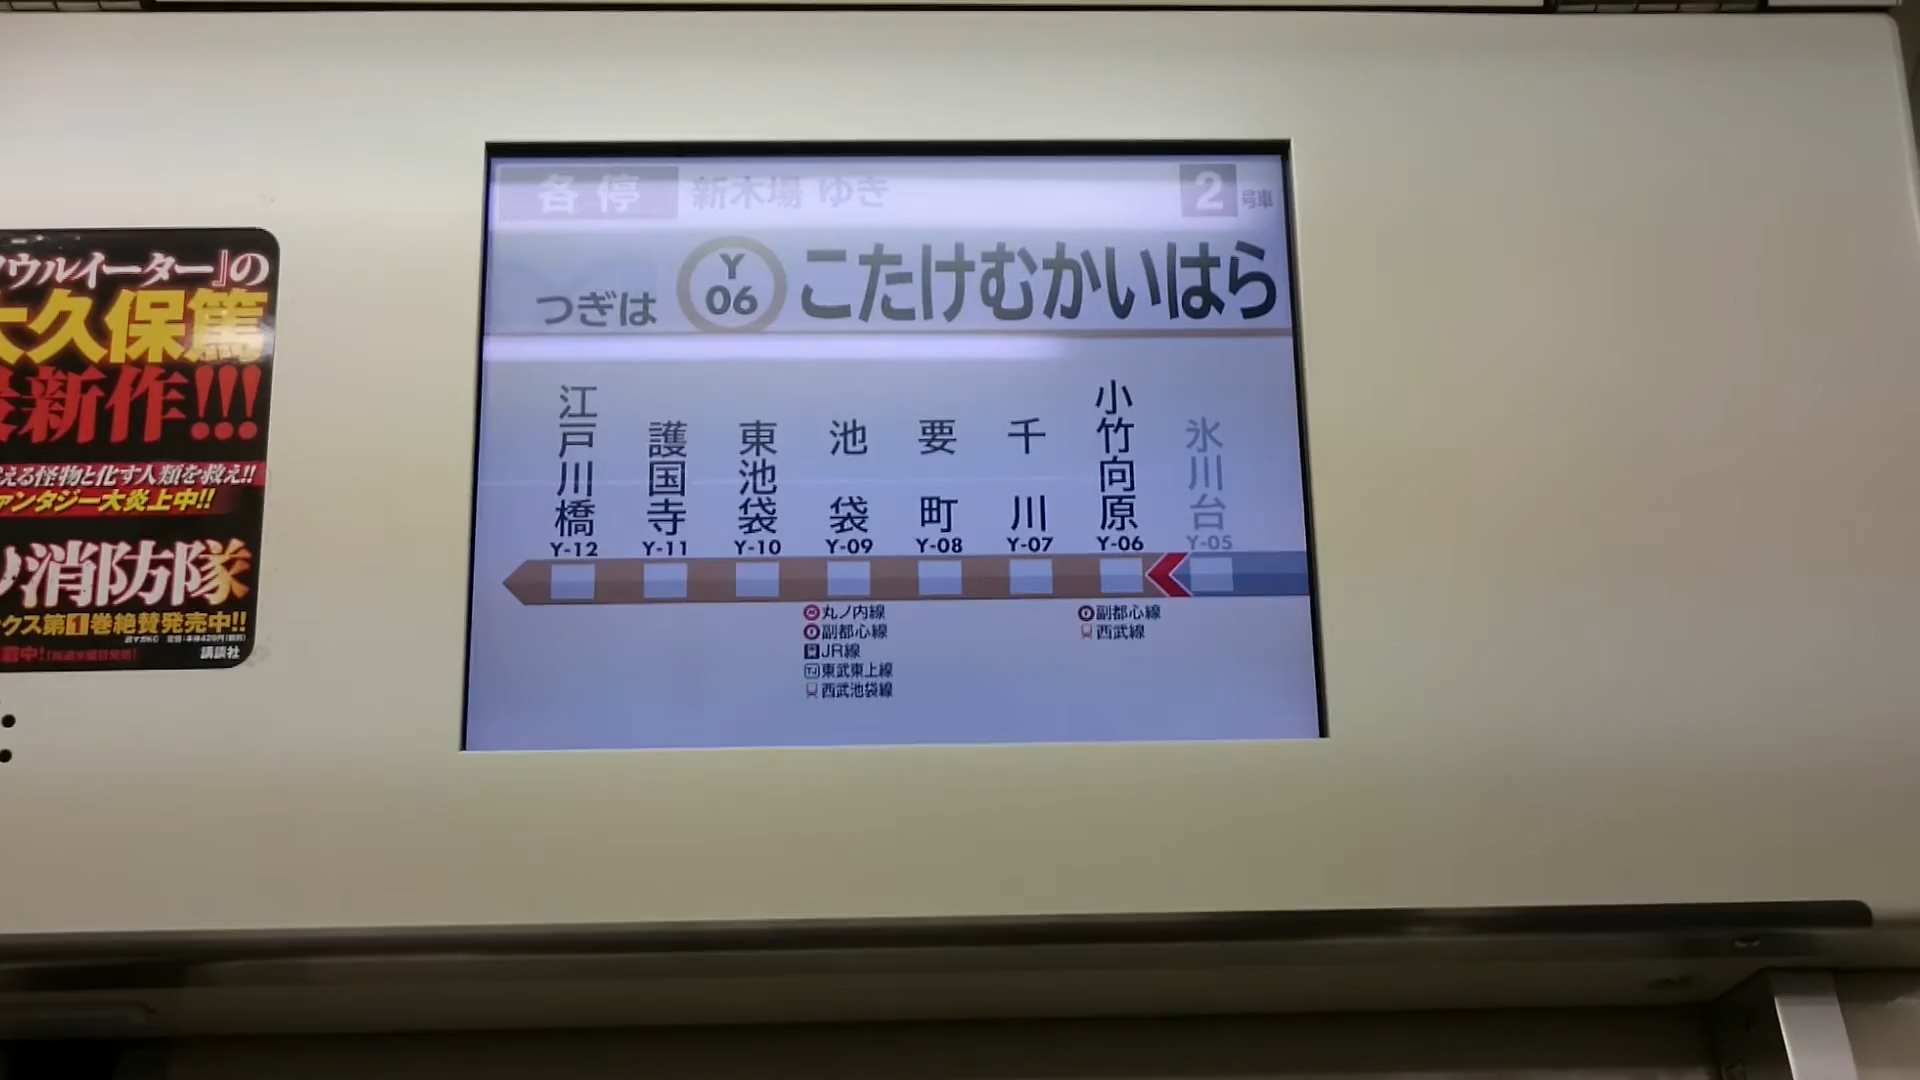 ソウルイーター』の
大久保篤
最新作!!!
える怪物と化す人類を救え!!
ァンタジー大炎上中!!
ノ消防隊
クス第1巻絶賛発売中!!
講談社
各停 新木場 ゆき 2号車
つぎは Y 06 こたけむかいはら
江戸川橋 護国寺 東池袋 池袋 要町 千川 小竹向原 氷川台
Y-12 Y-11 Y-10 Y-09 Y-08 Y-07 Y-06 Y-05
丸ノ内線
副都心線
JR線
TJ 東武東上線
西武池袋線
副都心線
西武線